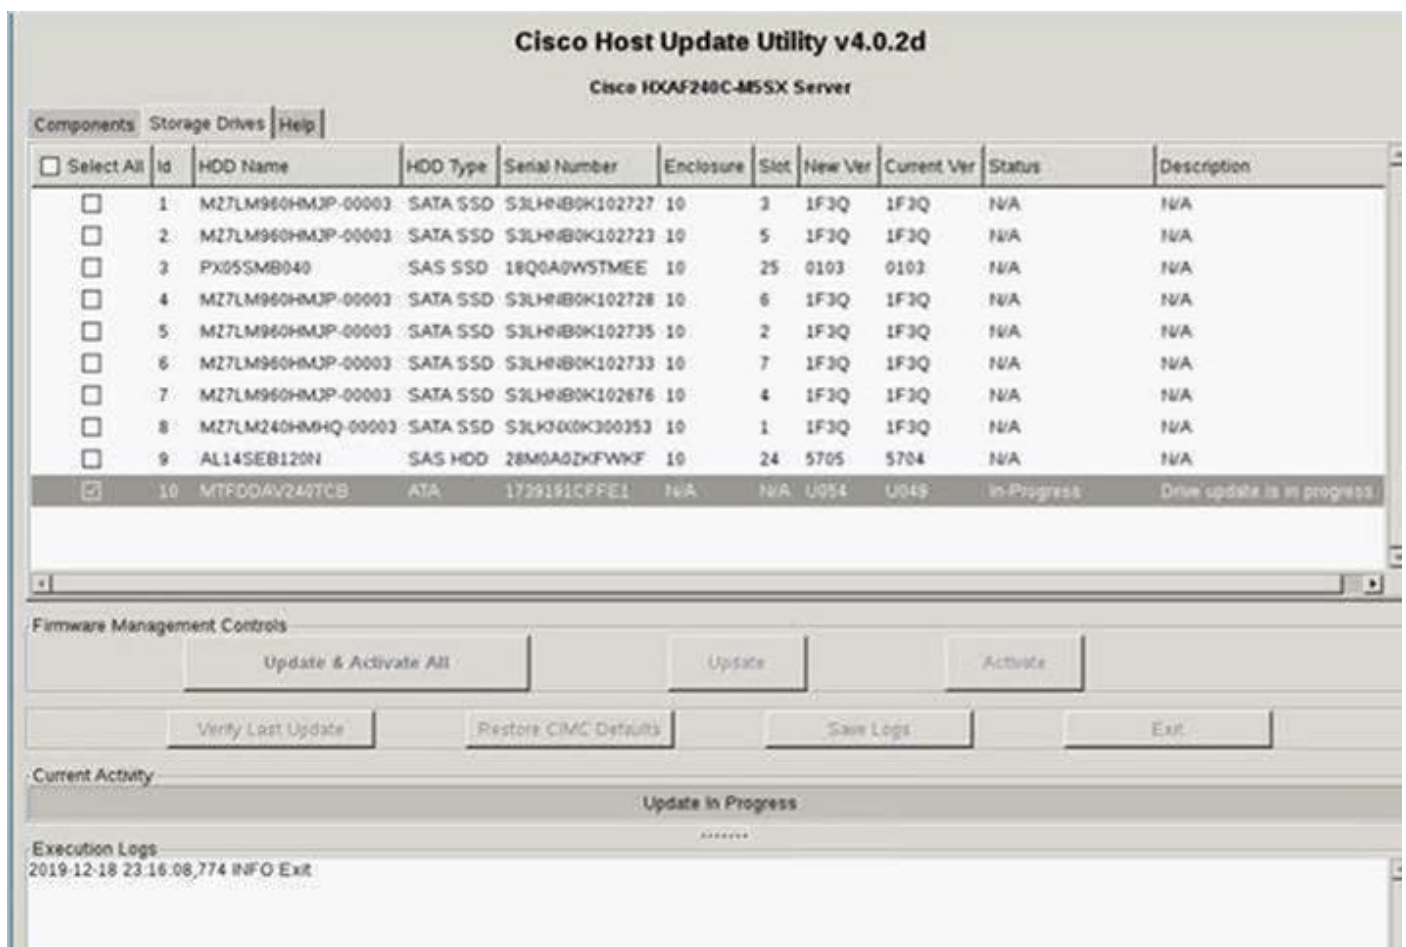 Cisco Host Update Utility v4.0.2d
Cisco HXAF240C-M5SX Server
Components Storage Drives Help
Select All Id HDD Name HDD Type Serial Number Enclosure Slot New Ver Current Ver Status Description
1 MZ7LM960HMJP-00003 SATA SSD S3LHNB0K102727 10 3 1F3Q 1F3Q N/A N/A
2 MZ7LM960HMJP-00003 SATA SSD S3LHNB0K102723 10 5 1F3Q 1F3Q N/A N/A
3 PX05SMB040 SAS SSD 18Q0A0W5TMEE 10 25 0103 0103 N/A N/A
4 MZ7LM960HMJP-00003 SATA SSD S3LHNB0K102728 10 6 1F3Q 1F3Q N/A N/A
5 MZ7LM960HMJP-00003 SATA SSD S3LHNB0K102735 10 2 1F3Q 1F3Q N/A N/A
6 MZ7LM960HMJP-00003 SATA SSD S3LHNB0K102733 10 7 1F3Q 1F3Q N/A N/A
7 MZ7LM960HMJP-00003 SATA SSD S3LHNB0K102676 10 4 1F3Q 1F3Q N/A N/A
8 MZ7LM240HMHQ-00003 SATA SSD S3LKNX0K300353 10 1 1F3Q 1F3Q N/A N/A
9 AL14SEB120N SAS HDD 28M0A0ZKFWKF 10 24 5705 5704 N/A N/A
10 MTFDDAV240TCB ATA 1739191CFFE1 N/A N/A U054 U049 In-Progress Drive update is in progress
Firmware Management Controls
Update & Activate All Update Activate
Verify Last Update Restore CIMC Defaults Save Logs Exit
Current Activity
Update In Progress
Execution Logs
2019-12-18 23:16:08,774 INFO Exit